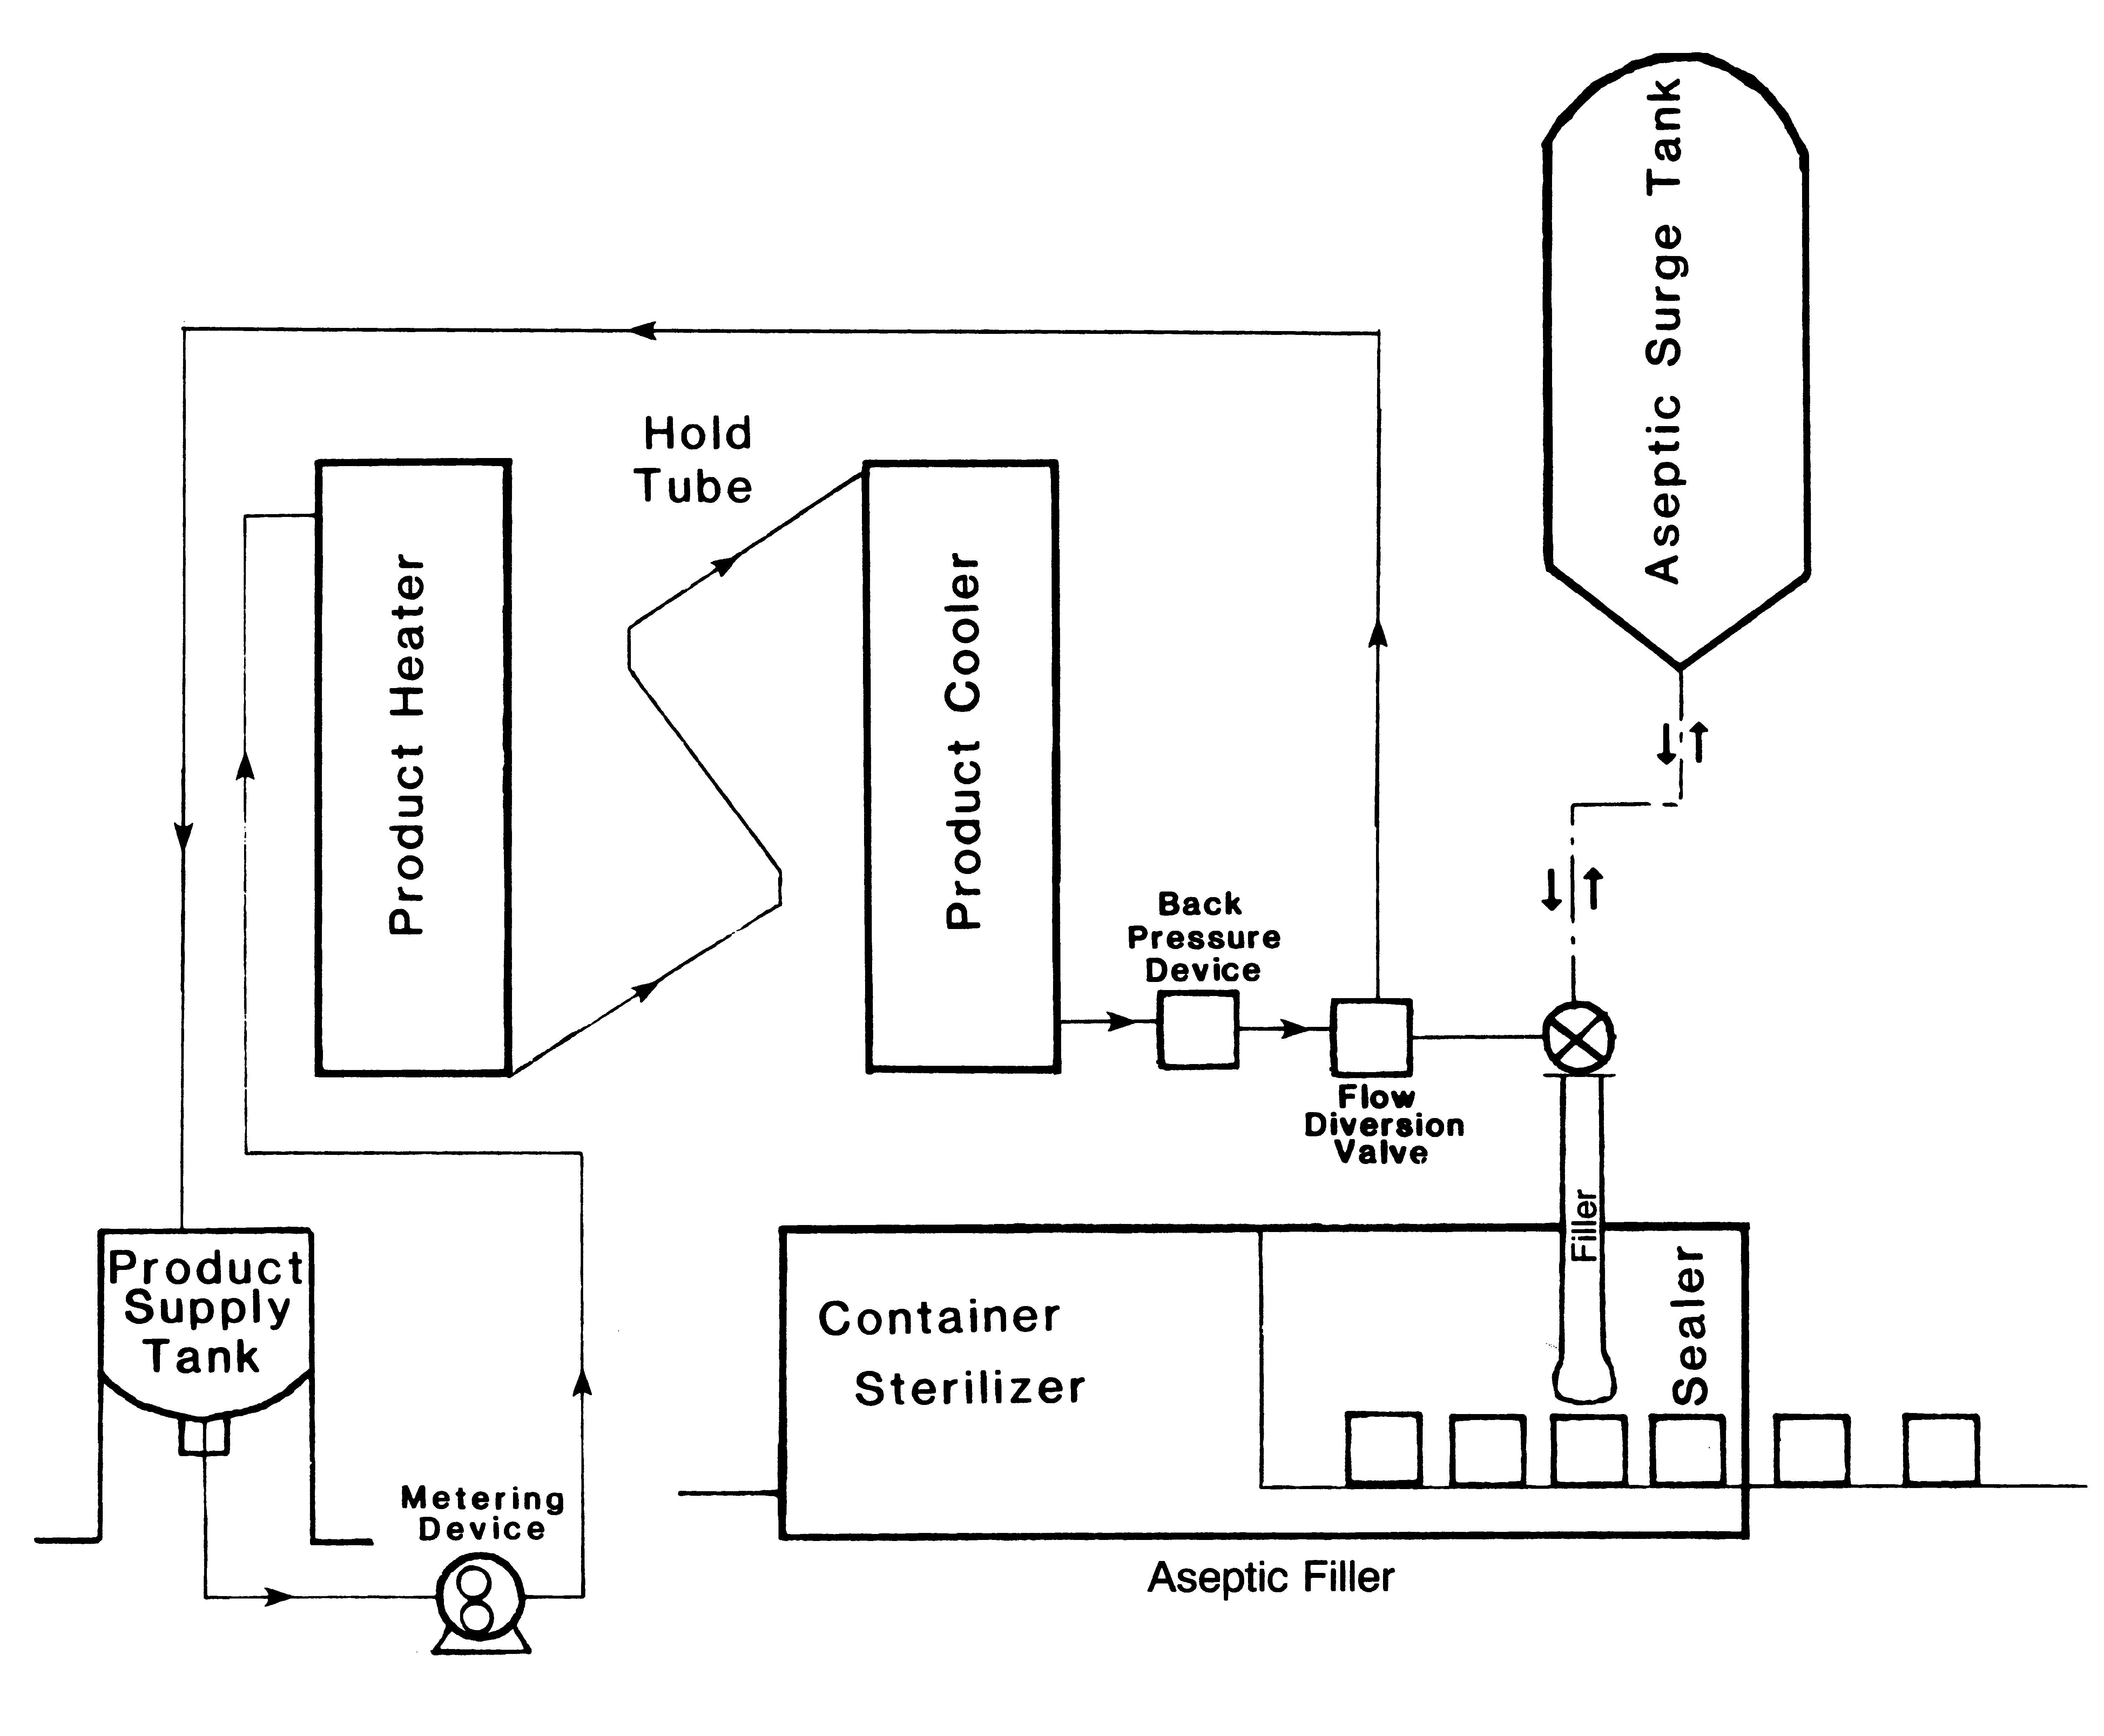 Aseptic Surge Tank
Hold
Tube
Product Heater
Product Cooler
Back
Pressure
Device
Flow
Diversion
Valve
Filler
Product
Supply
Tank
Container
Sterilizer
Sealer
Metering
Device
Aseptic Filler